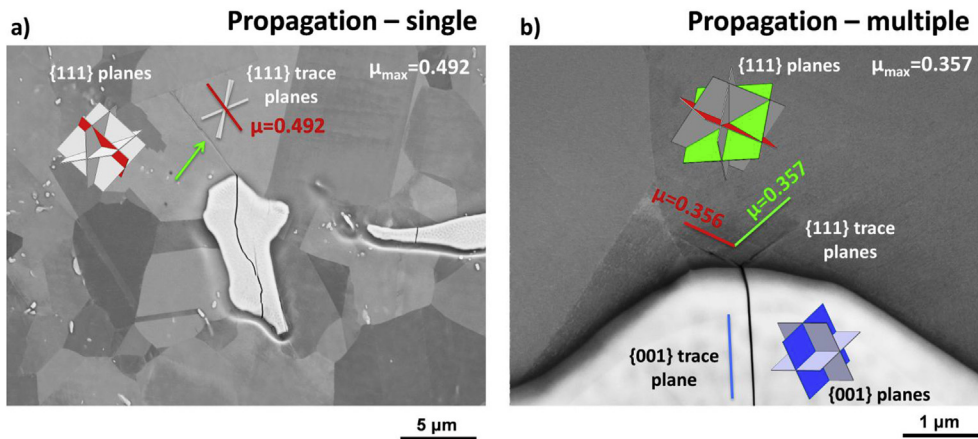 a)
Propagation – single
{111} planes
{111} trace
planes
μmax=0.492
μ=0.492
5 μm
b)
Propagation – multiple
{111} planes
μmax=0.357
μ=0.356
μ=0.357
{111} trace
planes
{001} trace
plane
{001} planes
1 μm